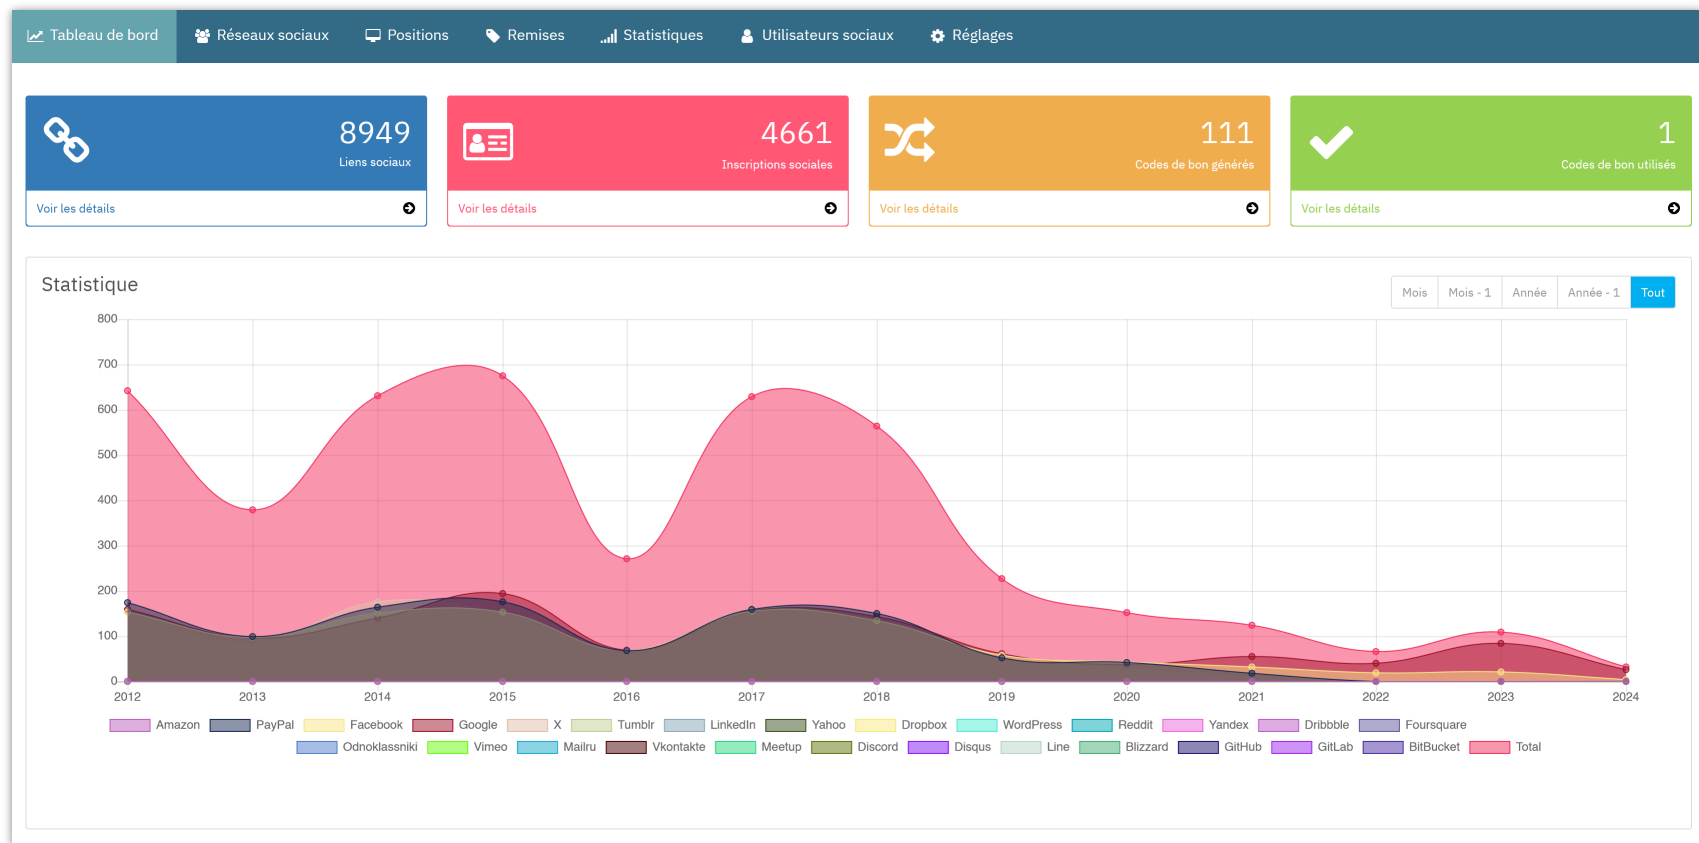 Tableau de bord Réseaux sociaux Positions Remises Statistiques Utilisateurs sociaux Réglages
8949 4661 111 1
Liens sociaux Inscriptions sociales Codes de bon générés Codes de bon utilisés
Voir les détails Voir les détails Voir les détails Voir les détails
Statistique
Mois Mois - 1 Année Année - 1 Tout
800
700
600
500
400
300
200
100
0
2012 2013 2014 2015 2016 2017 2018 2019 2020 2021 2022 2023 2024
Amazon PayPal Facebook Google X Tumblr LinkedIn Yahoo Dropbox WordPress Reddit Yandex Dribbble Foursquare
Odnoklassniki Vimeo Mailru Vkontakte Meetup Discord Disqus Line Blizzard GitHub GitLab BitBucket Total